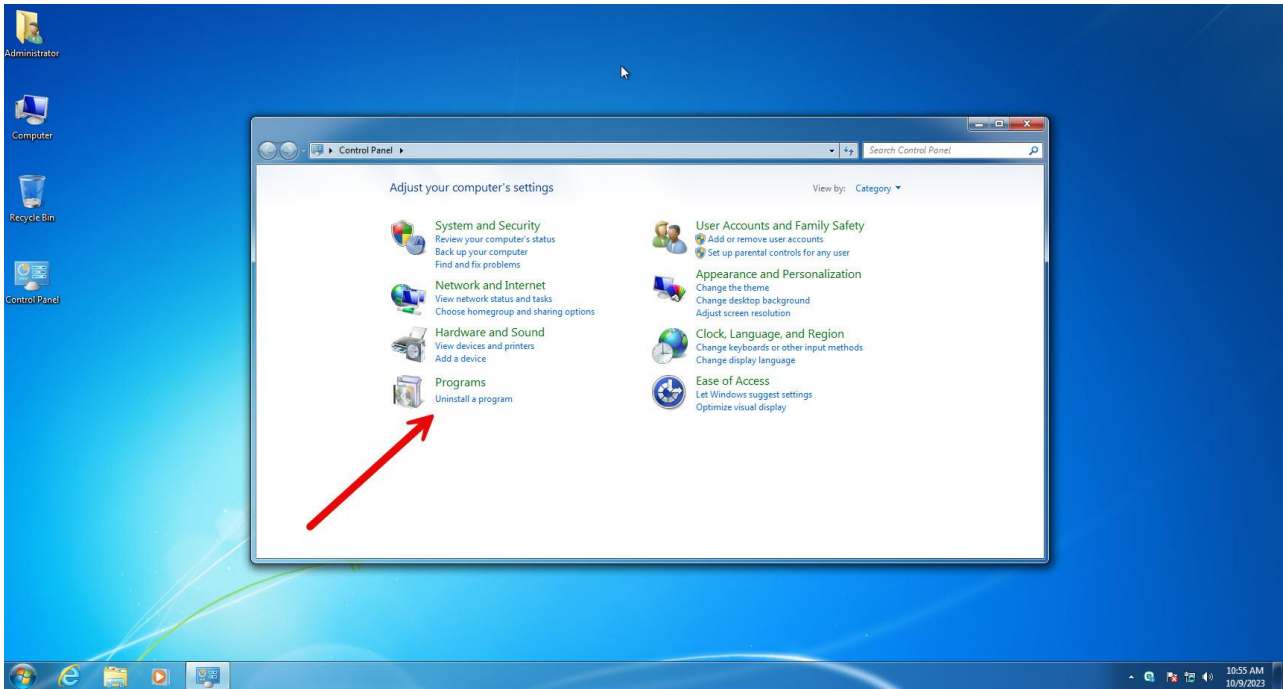 Administrator
Computer
Recycle Bin
Control Panel
Control Panel
Search Control Panel
Adjust your computer's settings
View by: Category
System and Security
Review your computer's status
Back up your computer
Find and fix problems
Network and Internet
View network status and tasks
Choose homegroup and sharing options
Hardware and Sound
View devices and printers
Add a device
Programs
Uninstall a program
User Accounts and Family Safety
Add or remove user accounts
Set up parental controls for any user
Appearance and Personalization
Change the theme
Change desktop background
Adjust screen resolution
Clock, Language, and Region
Change keyboards or other input methods
Change display language
Ease of Access
Let Windows suggest settings
Optimize visual display
10:55 AM
10/9/2023